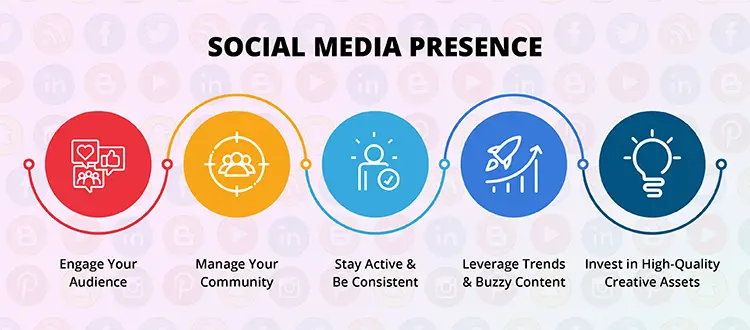 SOCIAL MEDIA PRESENCE
Engage Your
Audience
Manage Your
Community
Stay Active &
Be Consistent
Leverage Trends
& Buzzy Content
Invest in High-Quality
Creative Assets